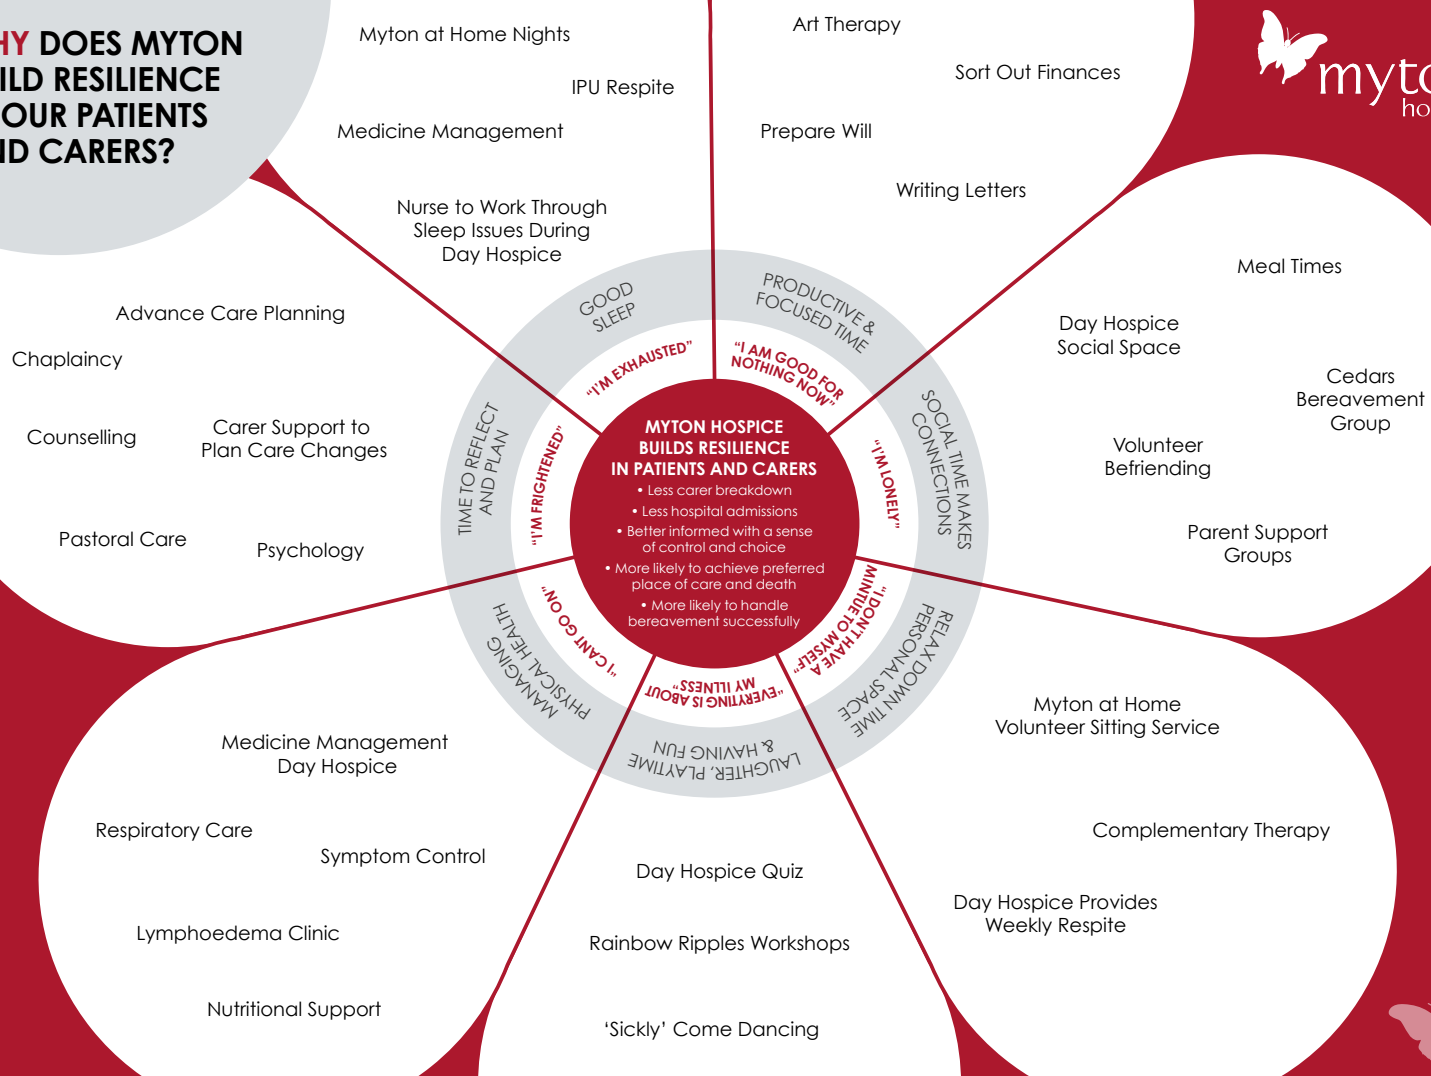 HY DOES MYTON
ILD RESILIENCE
OUR PATIENTS
ND CARERS?
Myton at Home Nights
IPU Respite
Medicine Management
Nurse to Work Through
Sleep Issues During
Day Hospice
Art Therapy
Sort Out Finances
Prepare Will
Writing Letters
myto
ho
Meal Times
Day Hospice
Social Space
Cedars
Bereavement
Group
Volunteer
Befriending
Parent Support
Groups
Myton at Home
Volunteer Sitting Service
Complementary Therapy
Day Hospice Provides
Weekly Respite
Day Hospice Quiz
Rainbow Ripples Workshops
‘Sickly’ Come Dancing
Medicine Management
Day Hospice
Respiratory Care
Symptom Control
Lymphoedema Clinic
Nutritional Support
Advance Care Planning
Chaplaincy
Counselling
Carer Support to
Plan Care Changes
Pastoral Care
Psychology
GOOD
SLEEP
PRODUCTIVE &
FOCUSED TIME
SOCIAL TIME MAKES
CONNECTIONS
RELAX DOWN TIME
PERSONAL SPACE
LAUGHTER, PLAYTIME
& HAVING FUN
MANAGING
PHYSICAL HEALTH
TIME TO REFLECT
AND PLAN
“I’M EXHAUSTED”
“I AM GOOD FOR
NOTHING NOW”
“I’M LONELY”
“I DON’T HAVE A
MINTUE TO MYSELF”
“EVERYTING IS ABOUT
MY ILLNESS”
“I CANT GO ON”
“I’M FRIGHTENED”
MYTON HOSPICE
BUILDS RESILIENCE
IN PATIENTS AND CARERS
• Less carer breakdown
• Less hospital admissions
• Better informed with a sense
of control and choice
• More likely to achieve preferred
place of care and death
• More likely to handle
bereavement successfully